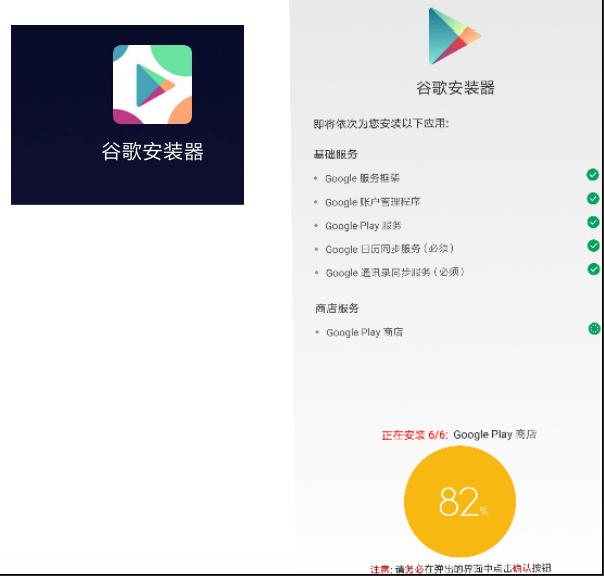 谷歌安装器
谷歌安装器
即将依次为您安装以下应用:
基础服务
• Google 服务框架
• Google 账户管理程序
• Google Play 服务
• Google 日历同步服务 (必须)
• Google 通讯录同步服务 (必须)
商店服务
• Google Play 商店
正在安装 6/6: Google Play 商店
82%
注意: 请务必在弹出的界面中点击确认按钮